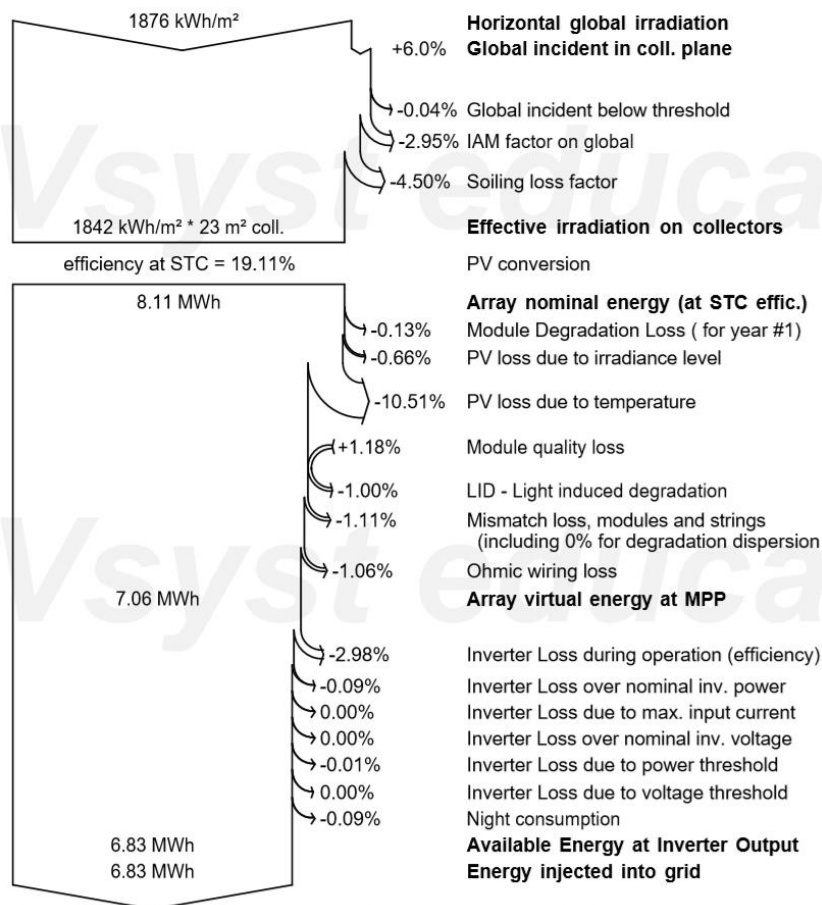 1876 kWh/m² Horizontal global irradiation
+6.0% Global incident in coll. plane
-0.04% Global incident below threshold
-2.95% IAM factor on global
-4.50% Soiling loss factor
1842 kWh/m² * 23 m² coll. Effective irradiation on collectors
efficiency at STC = 19.11% PV conversion
8.11 MWh Array nominal energy (at STC effic.)
-0.13% Module Degradation Loss ( for year #1)
-0.66% PV loss due to irradiance level
-10.51% PV loss due to temperature
+1.18% Module quality loss
-1.00% LID - Light induced degradation
-1.11% Mismatch loss, modules and strings
(including 0% for degradation dispersion
-1.06% Ohmic wiring loss
7.06 MWh Array virtual energy at MPP
-2.98% Inverter Loss during operation (efficiency)
-0.09% Inverter Loss over nominal inv. power
0.00% Inverter Loss due to max. input current
0.00% Inverter Loss over nominal inv. voltage
-0.01% Inverter Loss due to power threshold
0.00% Inverter Loss due to voltage threshold
-0.09% Night consumption
6.83 MWh Available Energy at Inverter Output
6.83 MWh Energy injected into grid
Vsyst educa
Vsyst educa